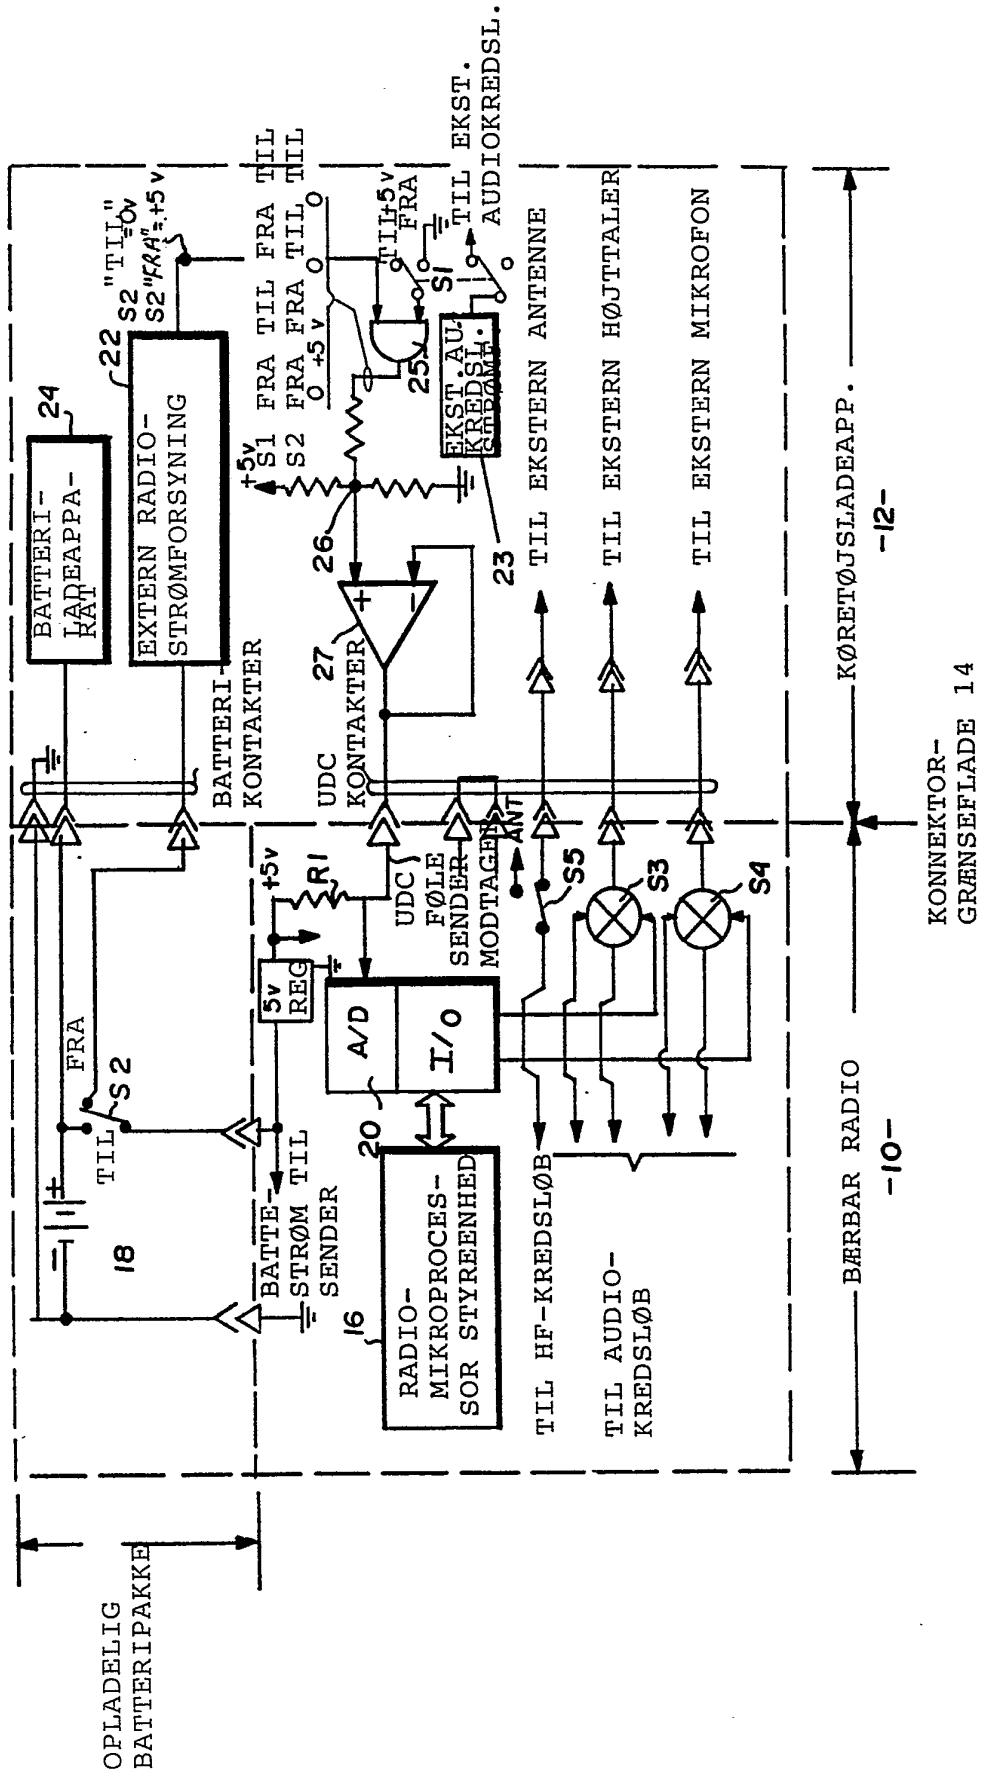 OPLADELIG
BATTERIPAKKE
18
-
+
TIL
FRA
S2
BATTE-
STRØM TIL
SENDER
5V
REG
+5V
R1
16
RADIO-
MIKROPROCES-
SOR STYREENHED
20
A/D
I/O
UDC
FØLE
SENDER
SENDER
MODTAGER
ANT
S5
S3
S4
TIL HF-KREDSLØB
TIL AUDIO-
KREDSLØB
24
BATTERI-
LADEAPPA-
RAT
22
EXTERN RADIO-
STRØMFORSYNING
S2 "TIL" =0V
S2 "FRA"=+5 V
BATTERI-
KONTAKTER
UDC
KONTAKTER
S1 FRA TIL FRA TIL
S2 FRA FRA TIL TIL
0 +5 V 0 0
+5V
26
27
+
-
25
TIL+5 V
FRA
S1
EKST.AU.
KREDSL.
STRØMF.
23
TIL EKST.
AUDIOKREDSL.
TIL EKSTERN ANTENNE
TIL EKSTERN HØJTTALER
TIL EKSTERN MIKROFON
BÆRBAR RADIO
-10-
KØRETØJSLADEAPP.
-12-
KONNEKTOR-
GRÆNSEFLADE 14